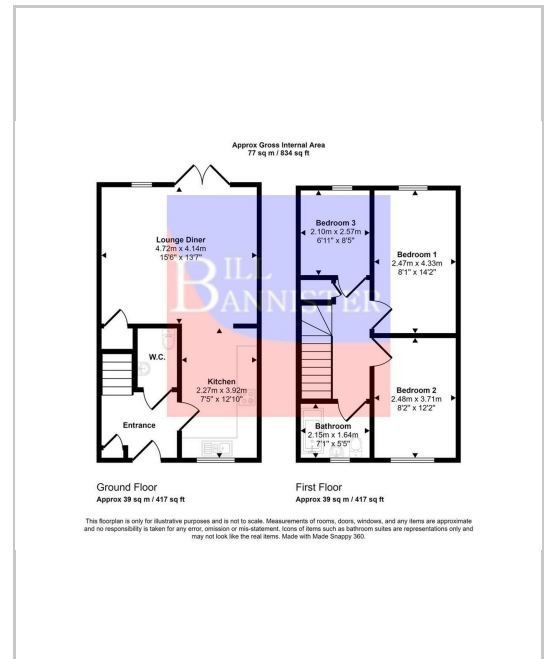 Approx Gross Internal Area
77 sq m / 834 sq ft
Lounge Diner
4.72m x 4.14m
15'6" x 13'7"
W.C.
Kitchen
2.27m x 3.92m
7'5" x 12'10"
Entrance
Ground Floor
Approx 39 sq m / 417 sq ft
Bedroom 3
2.10m x 2.57m
6'11" x 8'5"
Bedroom 1
2.47m x 4.33m
8'1" x 14'2"
Bedroom 2
2.48m x 3.71m
8'2" x 12'2"
Bathroom
2.15m x 1.64m
7'1" x 5'5"
First Floor
Approx 39 sq m / 417 sq ft
BILL
BANNISTER
This floorplan is only for illustrative purposes and is not to scale. Measurements of rooms, doors, windows, and any items are approximate
and no responsibility is taken for any error, omission or mis-statement. Icons of items such as bathroom suites are representations only and
may not look like the real items. Made with Made Snappy 360.